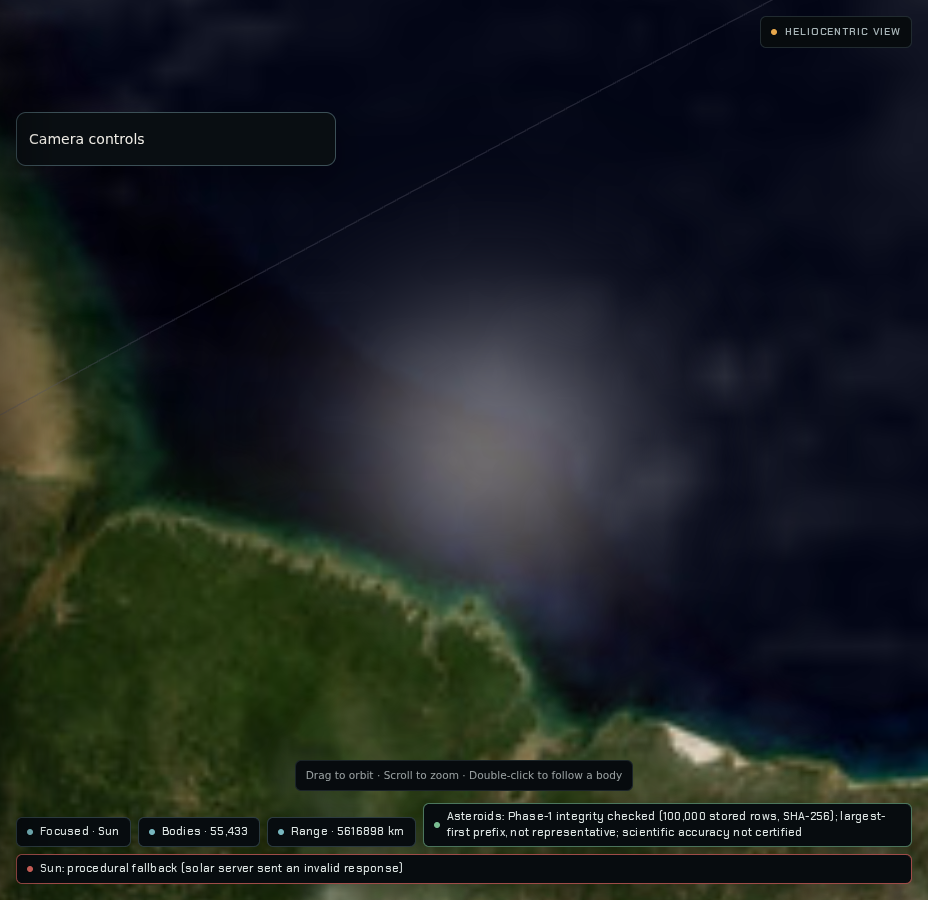 HELIOCENTRIC VIEW
Camera controls
Drag to orbit · Scroll to zoom · Double-click to follow a body
Focused · Sun
Bodies · 55,433
Range · 5616898 km
Asteroids: Phase-1 integrity checked (100,000 stored rows, SHA-256); largest-
first prefix, not representative; scientific accuracy not certified
Sun: procedural fallback (solar server sent an invalid response)